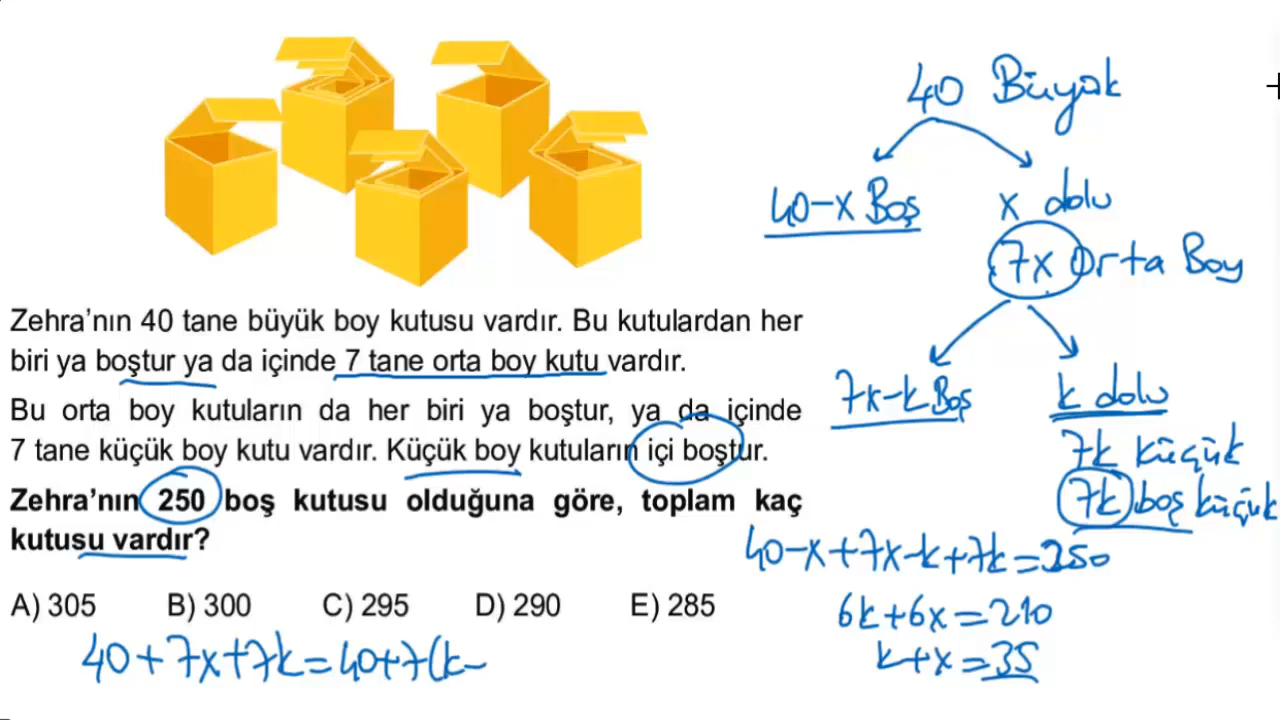 Zehra’nın 40 tane büyük boy kutusu vardır. Bu kutulardan her
biri ya boştur ya da içinde 7 tane orta boy kutu vardır.
Bu orta boy kutuların da her biri ya boştur, ya da içinde
7 tane küçük boy kutu vardır. Küçük boy kutuların içi boştur.
Zehra’nın 250 boş kutusu olduğuna göre, toplam kaç
kutusu vardır?
A) 305 B) 300 C) 295 D) 290 E) 285
40+7x+7k=40+7(k-
40 Büyük
40-x Boş x dolu
7x Orta Boy
7x-k Boş k dolu
7k küçük
7k boş küçük
40-x+7x-k+7k=250
6k+6x=210
k+x=35